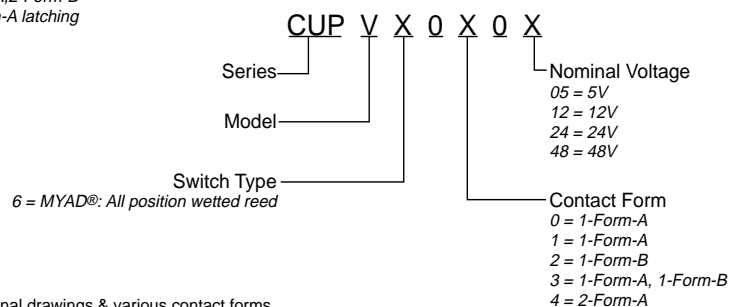 -A latching
CUP V X 0 X 0 X
Series
Nominal Voltage
05 = 5V
12 = 12V
24 = 24V
48 = 48V
Model
Switch Type
6 = MYAD®: All position wetted reed
Contact Form
0 = 1-Form-A
1 = 1-Form-A
2 = 1-Form-B
3 = 1-Form-A, 1-Form-B
4 = 2-Form-A
nal drawings & various contact forms